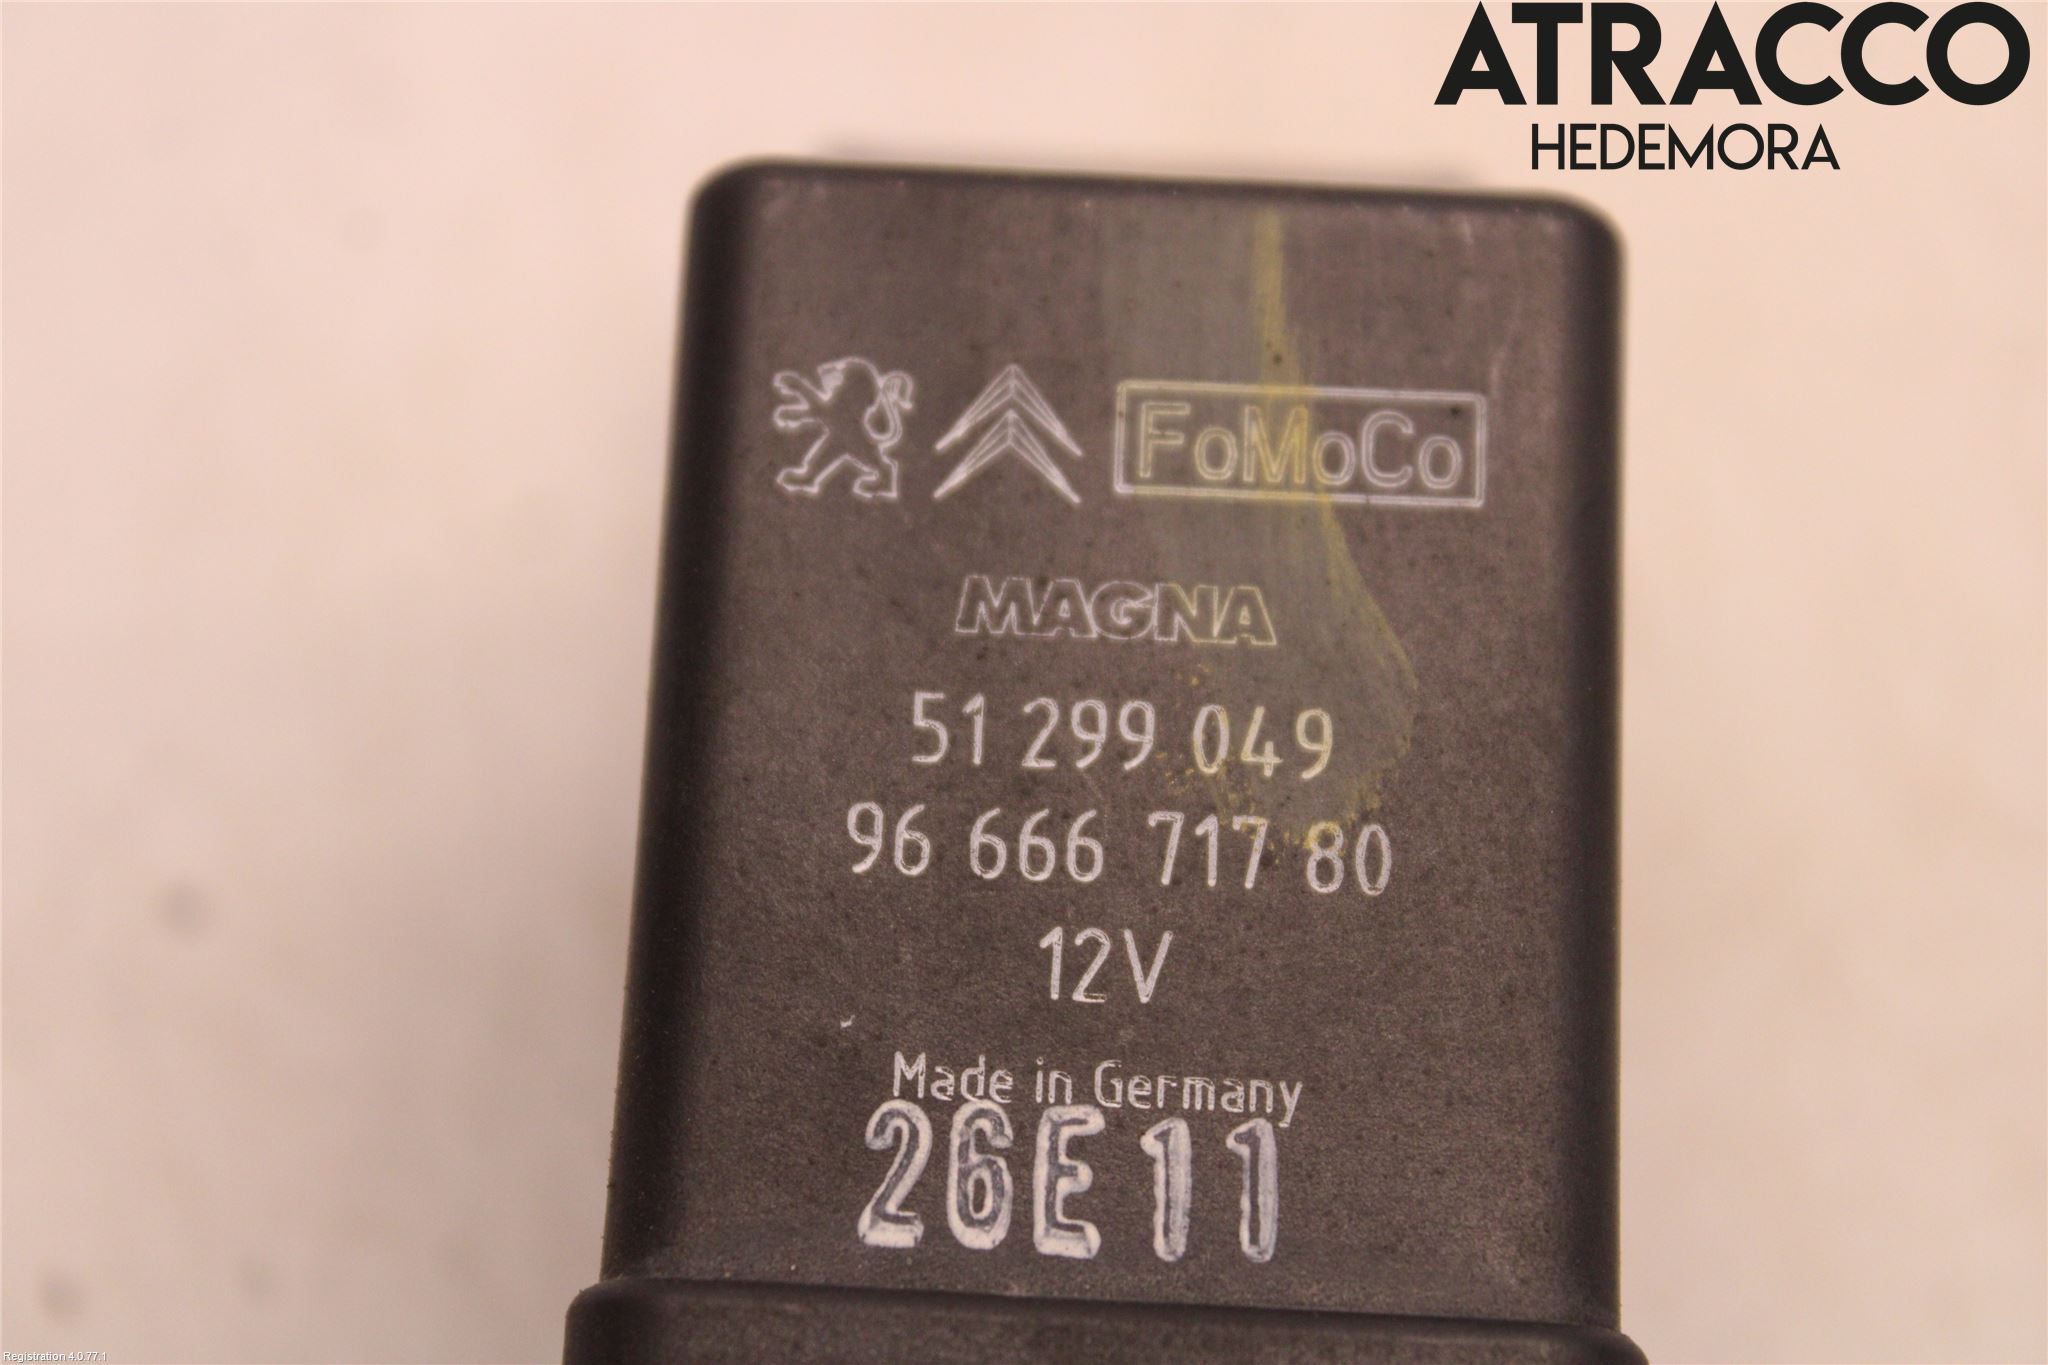 ATRACCO
HEDEMORA
FoMoCo
MAGNA
51 299 049
96 666 717 80
12V
Made in Germany
26E11
Registration 4.0.77.1